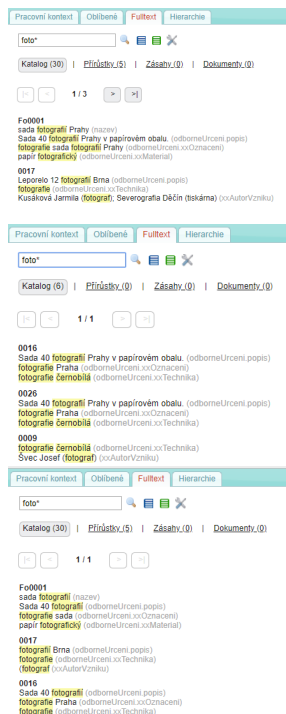 Pracovní kontext Oblíbené Fulltext Hierarchie
foto*
Katalog (30) | Přírůstky (5) | Zásahy (0) | Dokumenty (0)
|< < 1 / 3 > >|
Fo0001
sada fotografií Prahy (nazev)
Sada 40 fotografií Prahy v papírovém obalu. (odborneUrceni.popis)
fotografie sada fotografií Prahy (odborneUrceni.xxOznaceni)
papír fotografický (odborneUrceni.xxMaterial)
0017
Leporelo 12 fotografií Brna (odborneUrceni.popis)
fotografie (odborneUrceni.xxTechnika)
Kusáková Jarmila (fotograf); Severografia Děčín (tiskárna) (xxAutorVzniku)
Pracovní kontext Oblíbené Fulltext Hierarchie
foto*
Katalog (6) | Přírůstky (0) | Zásahy (0) | Dokumenty (0)
|< < 1 / 1 > >|
0016
Sada 40 fotografií Prahy v papírovém obalu. (odborneUrceni.popis)
fotografie Praha (odborneUrceni.xxOznaceni)
fotografie černobílá (odborneUrceni.xxTechnika)
0026
Sada 40 fotografií Prahy v papírovém obalu. (odborneUrceni.popis)
fotografie Praha (odborneUrceni.xxOznaceni)
fotografie černobílá (odborneUrceni.xxTechnika)
0009
fotografie černobílá (odborneUrceni.xxTechnika)
Švec Josef (fotograf) (xxAutorVzniku)
Pracovní kontext Oblíbené Fulltext Hierarchie
foto*
Katalog (30) | Přírůstky (5) | Zásahy (0) | Dokumenty (0)
|< < 1 / 1 > >|
Fo0001
sada fotografií (nazev)
Sada 40 fotografií (odborneUrceni.popis)
fotografie sada (odborneUrceni.xxOznaceni)
papír fotografický (odborneUrceni.xxMaterial)
0017
fotografií Brna (odborneUrceni.popis)
fotografie (odborneUrceni.xxTechnika)
(fotograf (xxAutorVzniku)
0016
Sada 40 fotografií (odborneUrceni.popis)
fotografie Praha(odborneUrceni.xxOznaceni)
fotografie (odborneUrceni.xxTechnika)